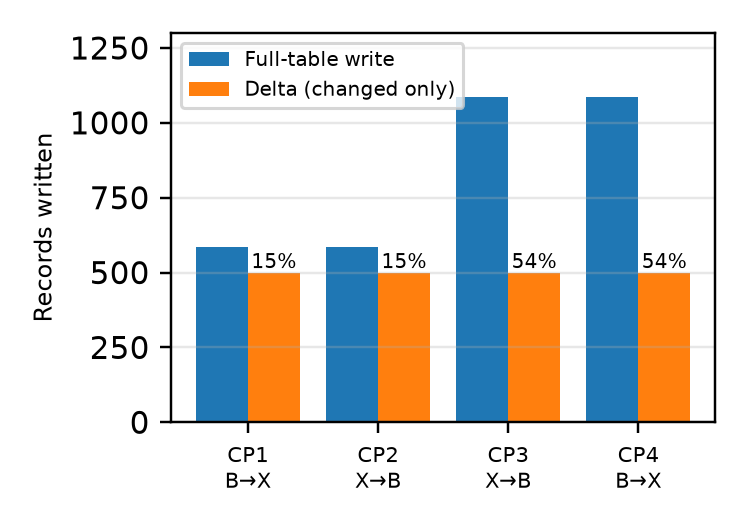 Records written
1250
1000
750
500
250
0
Full-table write
Delta (changed only)
15%
15%
54%
54%
CP1
B→X
CP2
X→B
CP3
X→B
CP4
B→X